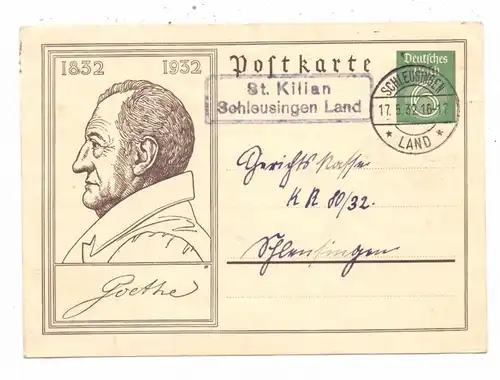 1832 1932
Goethe
Postkarte
Deutsches
St. Kilian
Schleusingen Land
SCHLEUSINGEN
17.5.32.16-17
* LAND *
Gerichtskasse
K R 80/32.
Schleusingen